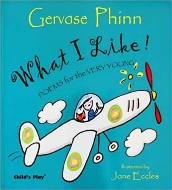 Gervase Phinn
What I Like!
POEMS for the VERY YOUNG
Child's Play
illustrated by
Jane Eccles